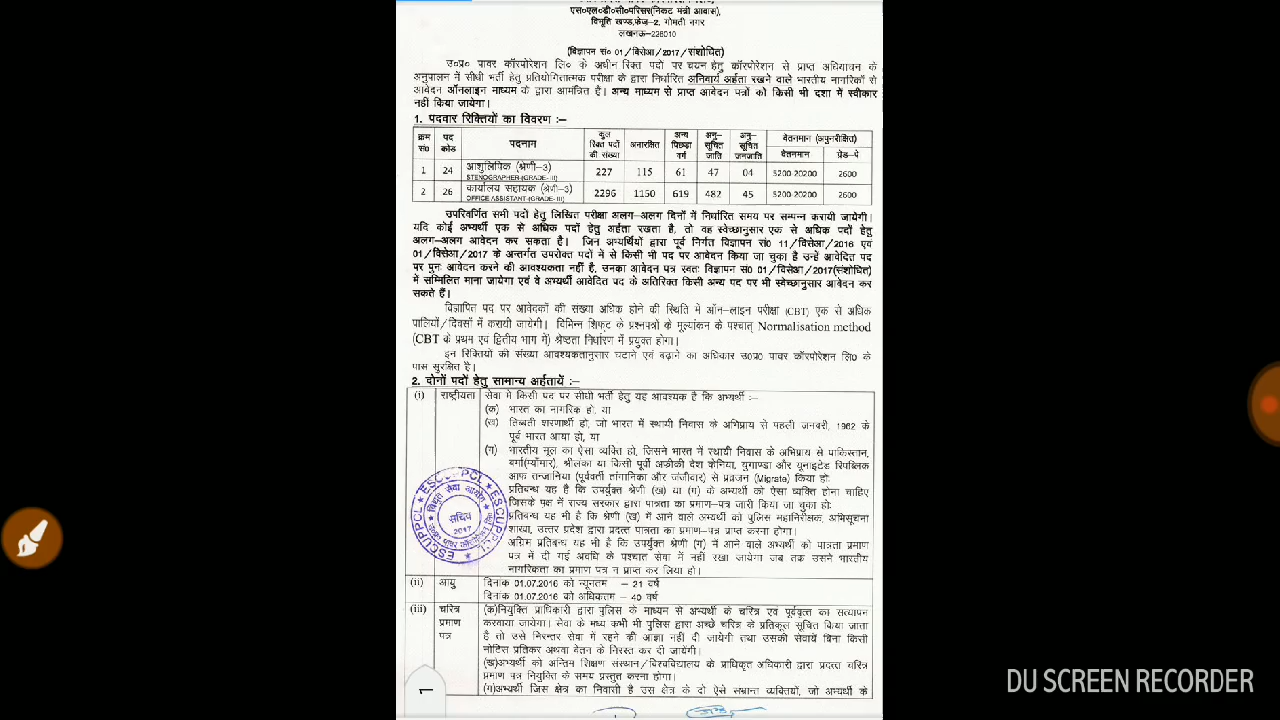 एस०एल०डी०सी०परिसर(निकट मंत्री आवास),
विभूति खण्ड,फेज–2, गोमती नगर
लखनऊ–226010
(विज्ञापन सं० 01/विसेआ/2017/संशोधित)
उ०प्र० पावर कॉरपोरेशन लि० के अधीन रिक्त पदों पर चयन हेतु कॉरपोरेशन से प्राप्त अधियाचन के
अनुपालन में सीधी भर्ती हेतु प्रतियोगितात्मक परीक्षा के द्वारा निर्धारित अनिवार्य अर्हता रखने वाले भारतीय नागरिकों से
आवेदन ऑनलाइन माध्यम के द्वारा आमंत्रित है। अन्य माध्यम से प्राप्त आवेदन पत्रों को किसी भी दशा में स्वीकार
नहीं किया जायेगा।
1. पदवार रिक्तियों का विवरण :–
क्रम सं० पद कोड पदनाम कुल रिक्त पदों की संख्या अनारक्षित अन्य पिछड़ा वर्ग अनु–सूचित जाति अनु–सूचित जनजाति वेतनमान (अपुनरीक्षित)
वेतनमान ग्रेड–पे
1 24 आशुलिपिक (श्रेणी–3) 227 115 61 47 04 5200-20200 2600
STENOGRAPHER (GRADE-III)
2 26 कार्यालय सहायक (श्रेणी–3) 2296 1150 619 482 45 5200-20200 2600
OFFICE ASSISTANT (GRADE-III)
उपरिवर्णित सभी पदों हेतु लिखित परीक्षा अलग–अलग दिनों में निर्धारित समय पर सम्पन्न करायी जायेंगी।
यदि कोई अभ्यर्थी एक से अधिक पदों हेतु अर्हता रखता है, तो वह स्वेच्छानुसार एक से अधिक पदों हेतु
अलग–अलग आवेदन कर सकता है। जिन अभ्यर्थियों द्वारा पूर्व निर्गत विज्ञापन सं0 11/विसेआ/2016 एवं
01/विसेआ/2017 के अन्तर्गत उपरोक्त पदों में से किसी भी पद पर आवेदन किया जा चुका है उन्हें आवेदित पद
पर पुनः आवेदन करने की आवश्यकता नहीं है, उनका आवेदन पत्र स्वतः विज्ञापन सं0 01/विसेआ/2017(संशोधित)
में सम्मिलित माना जायेगा एवं वे अभ्यर्थी आवेदित पद के अतिरिक्त किसी अन्य पद पर भी स्वेच्छानुसार आवेदन कर
सकते हैं।
विज्ञापित पद पर आवेदकों की संख्या अधिक होने की स्थिति में ऑन–लाइन परीक्षा (CBT) एक से अधिक
पालियों/दिवसों में करायी जायेगी। विभिन्न शिफ्ट के प्रश्नपत्रों के मूल्यांकन के पश्चात् Normalisation method
(CBT के प्रथम एवं द्वितीय भाग में) श्रेष्ठता निर्धारण में प्रयुक्त होगा।
इन रिक्तियों की संख्या आवश्यकतानुसार घटाने एवं बढ़ाने का अधिकार उ0प्र0 पावर कॉरपोरेशन लि0 के
पास सुरक्षित है।
2. दोनों पदों हेतु सामान्य अर्हतायें :–
(i) राष्ट्रीयता सेवा में किसी पद पर सीधी भर्ती हेतु यह आवश्यक है कि अभ्यर्थी :–
(क) भारत का नागरिक हो, या
(ख) तिब्बती शरणार्थी हो, जो भारत में स्थायी निवास के अभिप्राय से पहली जनवरी, 1962 के
पूर्व भारत आया हो, या
(ग) भारतीय मूल का ऐसा व्यक्ति हो, जिसने भारत में स्थायी निवास के अभिप्राय से पाकिस्तान,
बर्मा(म्याँमार), श्रीलंका या किसी पूर्वी अफ्रीकी देश केनिया, युगाण्डा और यूनाइटेड रिपब्लिक
आफ तन्जानिया (पूर्ववर्ती तांगानिका और जंजीवार) से प्रव्रजन (Migrate) किया हो:
प्रतिबन्ध यह है कि उपर्युक्त श्रेणी (ख) या (ग) के अभ्यर्थी को ऐसा व्यक्ति होना चाहिए
जिसके पक्ष में राज्य सरकार द्वारा पात्रता का प्रमाण–पत्र जारी किया जा चुका हो:
प्रतिबन्ध यह भी है कि श्रेणी (ख) में आने वाले अभ्यर्थी को पुलिस महानिरीक्षक, अभिसूचना
शाखा, उत्तर प्रदेश द्वारा प्रदत्त पात्रता का प्रमाण–पत्र प्राप्त करना होगा।
अग्रिम प्रतिबन्ध यह भी है कि उपर्युक्त श्रेणी (ग) में आने वाले अभ्यर्थी को पात्रता प्रमाण
पत्र में दी गई अवधि के पश्चात सेवा में नहीं रखा जायेगा जब तक उसने भारतीय
नागरिकता का प्रमाण पत्र न प्राप्त कर लिया हो।
ESCUPPCL
विद्युत सेवा आयोग
सचिव
2017
ESCUPPCL
(ii) आयु दिनांक 01.07.2016 को न्यूनतम – 21 वर्ष
दिनांक 01.07.2016 को अधिकतम – 40 वर्ष
(iii) चरित्र प्रमाण पत्र (क)नियुक्ति प्राधिकारी द्वारा पुलिस के माध्यम से अभ्यर्थी के चरित्र एवं पूर्ववृत्त का सत्यापन
करवाया जायेगा। सेवा के मध्य कभी भी पुलिस द्वारा अच्छे चरित्र के प्रतिकूल सूचित किया जाता
है तो उसे निरन्तर सेवा में रहने की आज्ञा नहीं दी जायेगी तथा उसकी सेवायें बिना किसी
नोटिस प्रतिकर अथवा वेतन के निरस्त कर दी जायेंगी।
(ख)अभ्यर्थी को अन्तिम शिक्षण संस्थान/विश्वविद्यालय के प्राधिकृत अधिकारी द्वारा प्रदत्त चरित्र
प्रमाण पत्र नियुक्ति के समय प्रस्तुत करना होगा।
(ग)अभ्यर्थी जिस क्षेत्र का निवासी है उस क्षेत्र के दो ऐसे सम्भ्रान्त व्यक्तियों, जो अभ्यर्थी के
1
DU SCREEN RECORDER